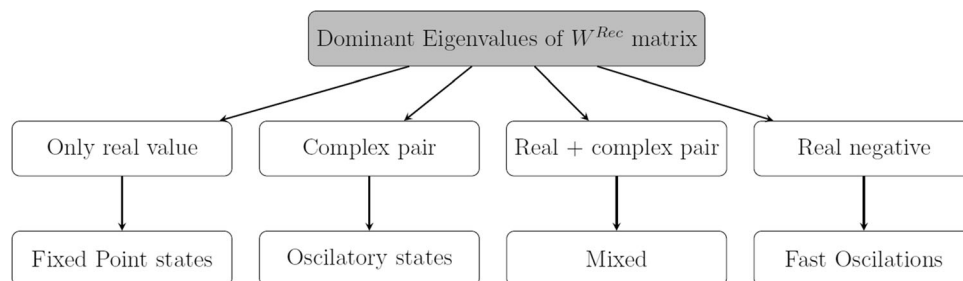 Dominant Eigenvalues of W^{Rec} matrix
Only real value
Complex pair
Real + complex pair
Real negative
Fixed Point states
Oscilatory states
Mixed
Fast Oscilations